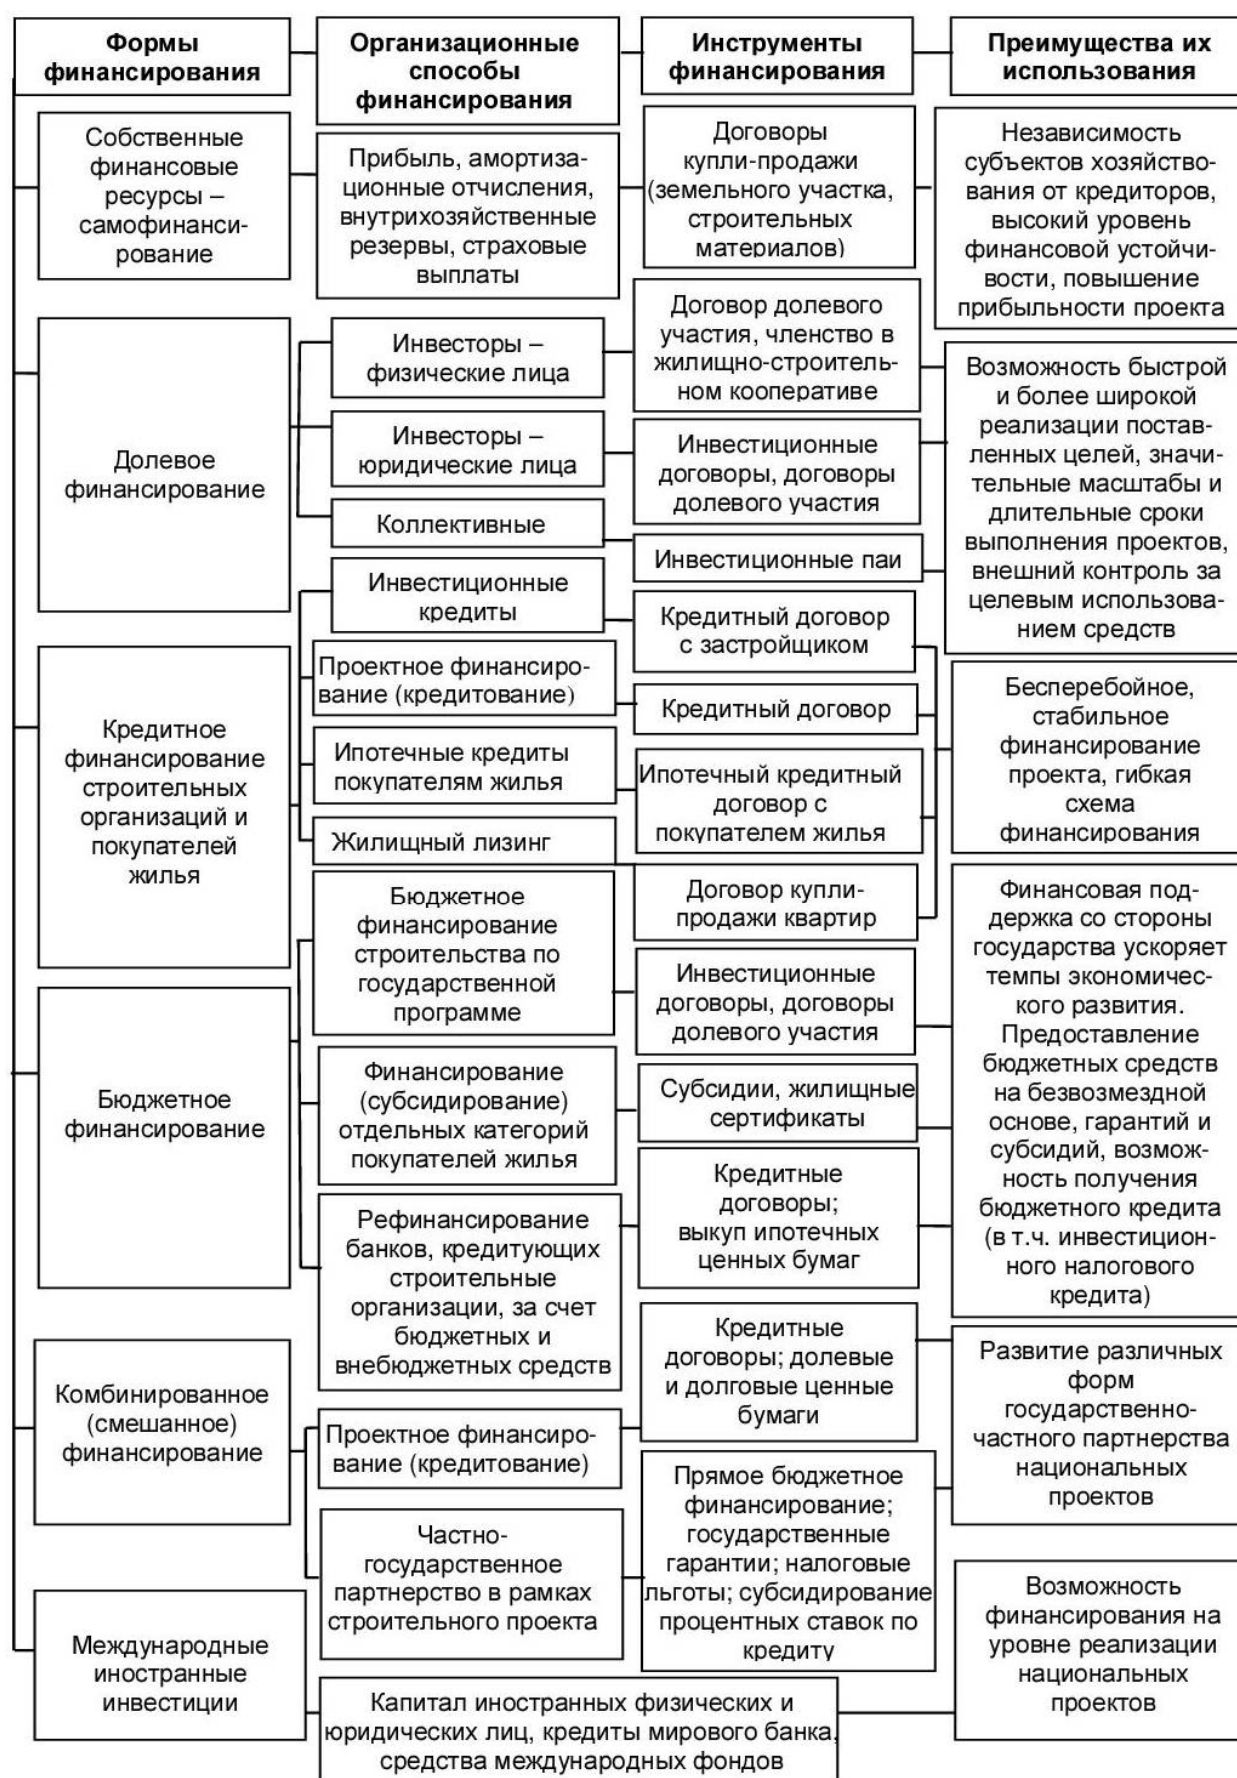 Формы
финансирования
Организационные
способы
финансирования
Инструменты
финансирования
Преимущества их
использования
Собственные
финансовые
ресурсы –
самофинанси-
рование
Прибыль, амортиза-
ционные отчисления,
внутрихозяйственные
резервы, страховые
выплаты
Договоры
купли-продажи
(земельного участка,
строительных
материалов)
Независимость
субъектов хозяйство-
вания от кредиторов,
высокий уровень
финансовой устойчи-
вости, повышение
прибыльности проекта
Долевое
финансирование
Инвесторы –
физические лица
Договор долевого
участия, членство в
жилищно-строитель-
ном кооперативе
Инвесторы –
юридические лица
Инвестиционные
договоры, договоры
долевого участия
Коллективные
Инвестиционные паи
Возможность быстрой
и более широкой
реализации постав-
ленных целей, значи-
тельные масштабы и
длительные сроки
выполнения проектов,
внешний контроль за
целевым использова-
нием средств
Кредитное
финансирование
строительных
организаций и
покупателей
жилья
Инвестиционные
кредиты
Кредитный договор
с застройщиком
Проектное финансиро-
вание (кредитование)
Кредитный договор
Ипотечные кредиты
покупателям жилья
Ипотечный кредитный
договор с
покупателем жилья
Жилищный лизинг
Договор купли-
продажи квартир
Бесперебойное,
стабильное
финансирование
проекта, гибкая
схема
финансирования
Бюджетное
финансирование
Бюджетное
финансирование
строительства по
государственной
программе
Инвестиционные
договоры, договоры
долевого участия
Финансирование
(субсидирование)
отдельных категорий
покупателей жилья
Субсидии, жилищные
сертификаты
Рефинансирование
банков, кредитующих
строительные
организации, за счет
бюджетных и
внебюджетных средств
Кредитные
договоры;
выкуп ипотечных
ценных бумаг
Финансовая под-
держка со стороны
государства ускоряет
темпы экономичес-
кого развития.
Предоставление
бюджетных средств
на безвозмездной
основе, гарантий и
субсидий, возмож-
ность получения
бюджетного кредита
(в т.ч. инвестицион-
ного налогового
кредита)
Комбинированное
(смешанное)
финансирование
Проектное финансиро-
вание (кредитование)
Кредитные
договоры; долевые
и долговые ценные
бумаги
Частно-
государственное
партнерство в рамках
строительного проекта
Прямое бюджетное
финансирование;
государственные
гарантии; налоговые
льготы; субсидирование
процентных ставок по
кредиту
Развитие различных
форм
государственно-
частного партнерства
национальных
проектов
Международные
иностранные
инвестиции
Капитал иностранных физических и
юридических лиц, кредиты мирового банка,
средства международных фондов
Возможность
финансирования на
уровне реализации
национальных
проектов